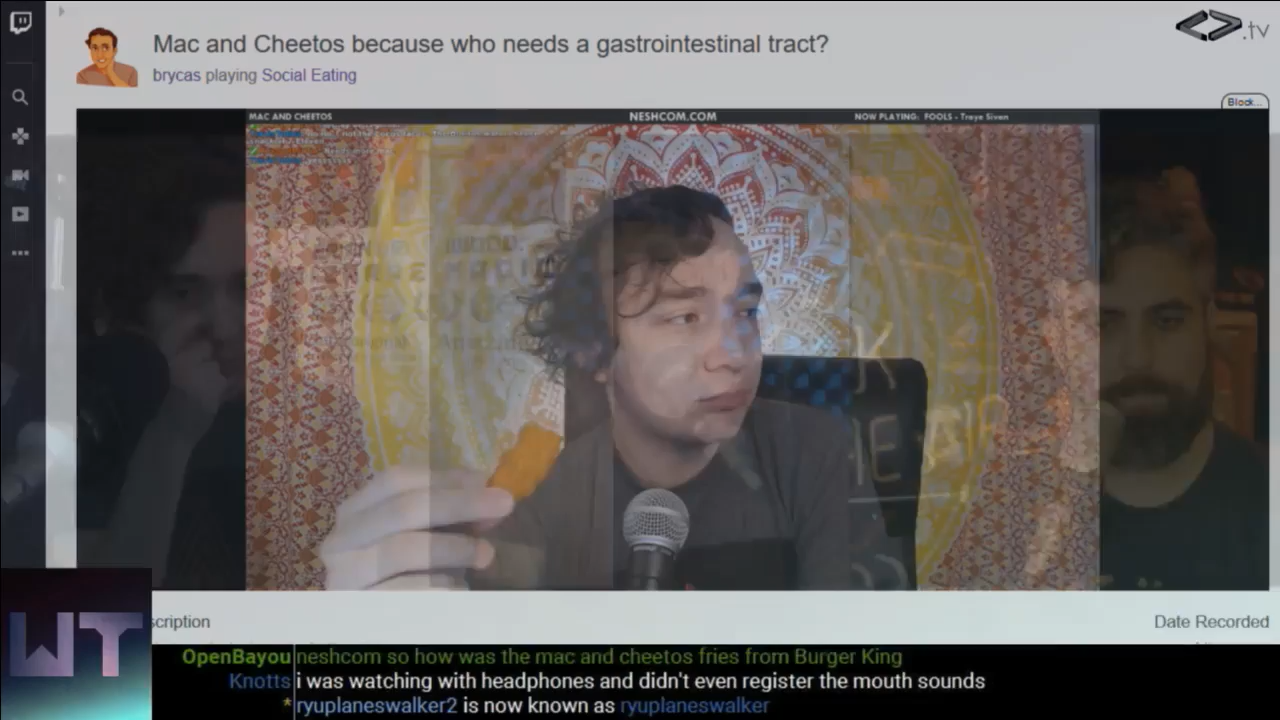 Mac and Cheetos because who needs a gastrointestinal tract?
.tv
brycas playing Social Eating
Block...
MAC AND CHEETOS
NESHCOM.COM
NOW PLAYING: FOOLS - Troye Sivan
scription
Date Recorded
WT
OpenBayou neshcom so how was the mac and cheetos fries from Burger King
Knotts i was watching with headphones and didn't even register the mouth sounds
* ryuplaneswalker2 is now known as ryuplaneswalker